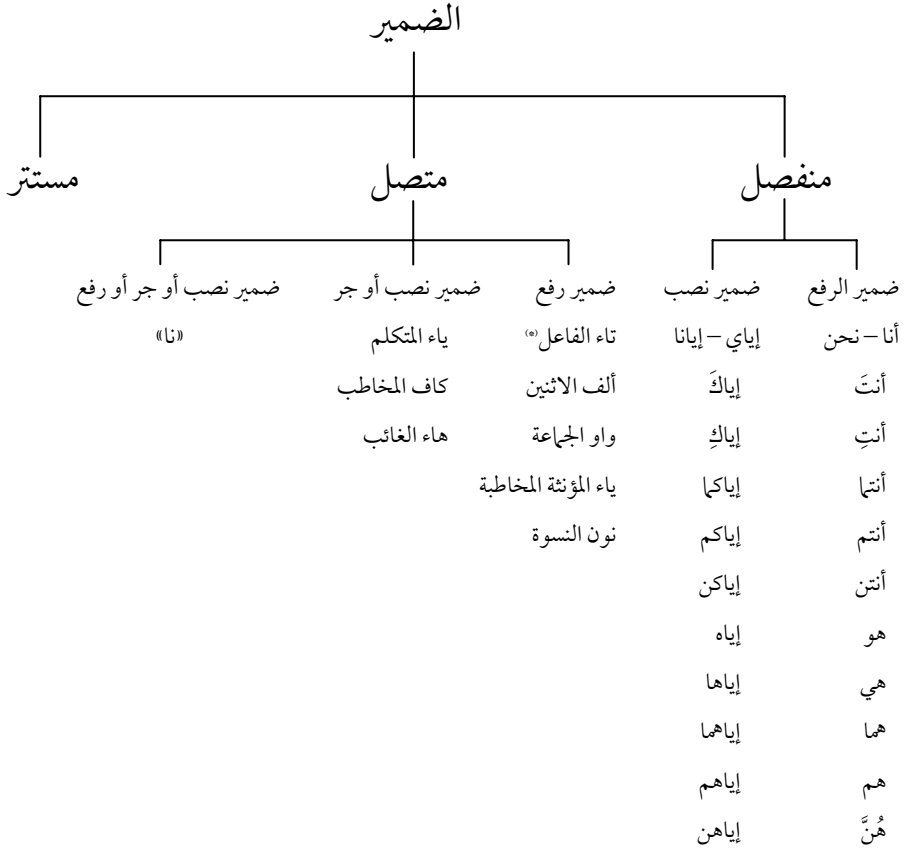 الضمير
منفصل متصل مستتر
ضمير الرفع ضمير نصب ضمير رفع ضمير نصب أو جر ضمير نصب أو جر أو رفع
أنا – نحن إياي – إيانا تاء الفاعل(*) ياء المتكلم «نا»
أنتَ إياكَ ألف الاثنين كاف المخاطب
أنتِ إياكِ واو الجماعة هاء الغائب
أنتما إياكما ياء المؤنثة المخاطبة
أنتم إياكم نون النسوة
أنتن إياكن
هو إياه
هي إياها
هما إياهما
هم إياهم
هُنَّ إياهن